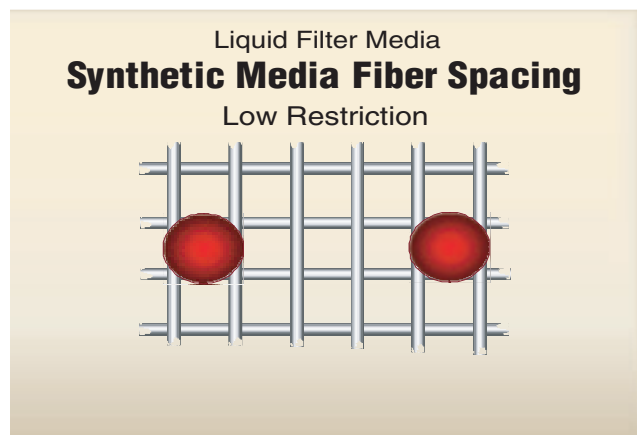 Liquid Filter Media
Synthetic Media Fiber Spacing
Low Restriction